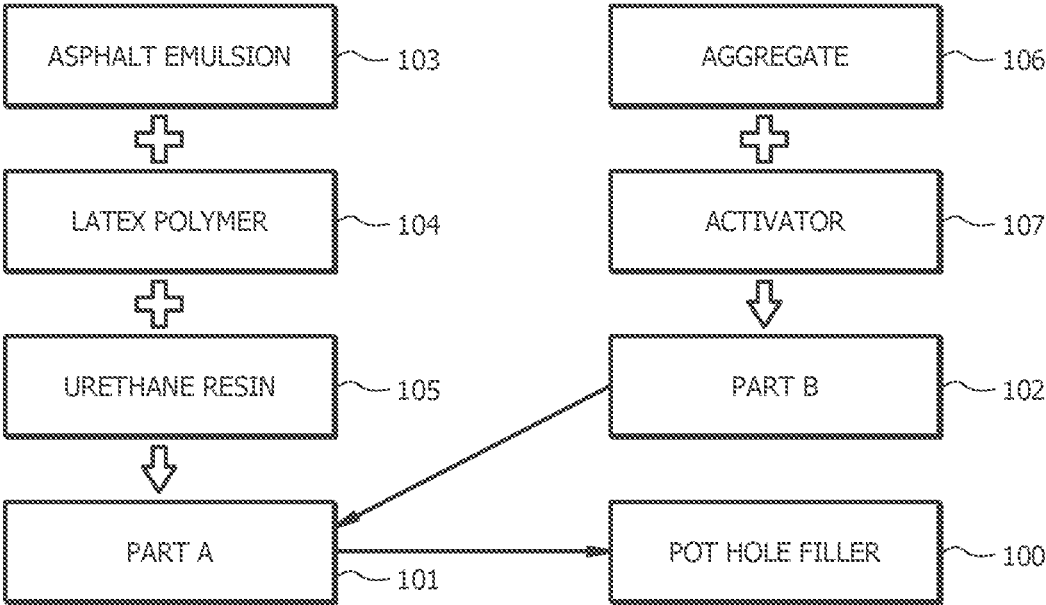 ASPHALT EMULSION 103
AGGREGATE 106
LATEX POLYMER 104
ACTIVATOR 107
URETHANE RESIN 105
PART B 102
PART A 101
POT HOLE FILLER 100